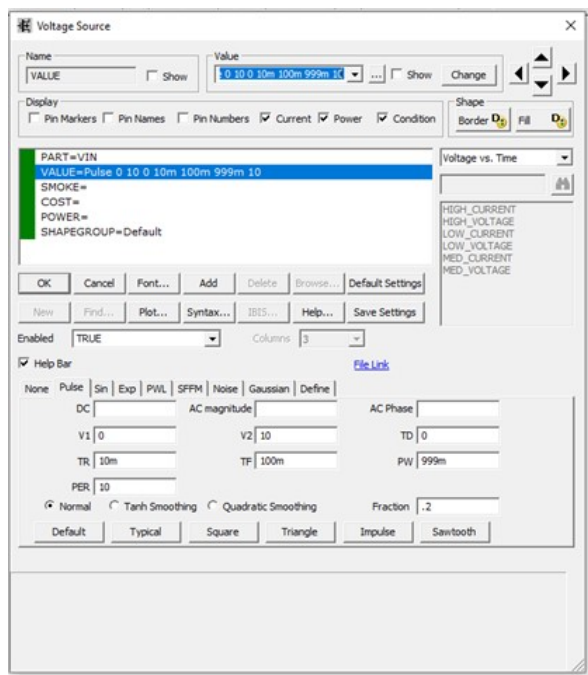 Voltage Source
Name
VALUE
Show
Value
0 10 0 10m 100m 999m 10
...
Show
Change
Display
Pin Markers Pin Names Pin Numbers Current Power Condition
Shape
Border Fill
PART=VIN
VALUE=Pulse 0 10 0 10m 100m 999m 10
SMOKE=
COST=
POWER=
SHAPEGROUP=Default
Voltage vs. Time
HIGH_CURRENT
HIGH_VOLTAGE
LOW_CURRENT
LOW_VOLTAGE
MED_CURRENT
MED_VOLTAGE
OK Cancel Font... Add Delete Browse... Default Settings
New Find... Plot... Syntax... IBIS... Help... Save Settings
Enabled TRUE Columns 3
Help Bar File Link
None Pulse Sin Exp PWL SFFM Noise Gaussian Define
DC AC magnitude AC Phase
V1 0 V2 10 TD 0
TR 10m TF 100m PW 999m
PER 10
Normal Tanh Smoothing Quadratic Smoothing Fraction .2
Default Typical Square Triangle Impulse Sawtooth